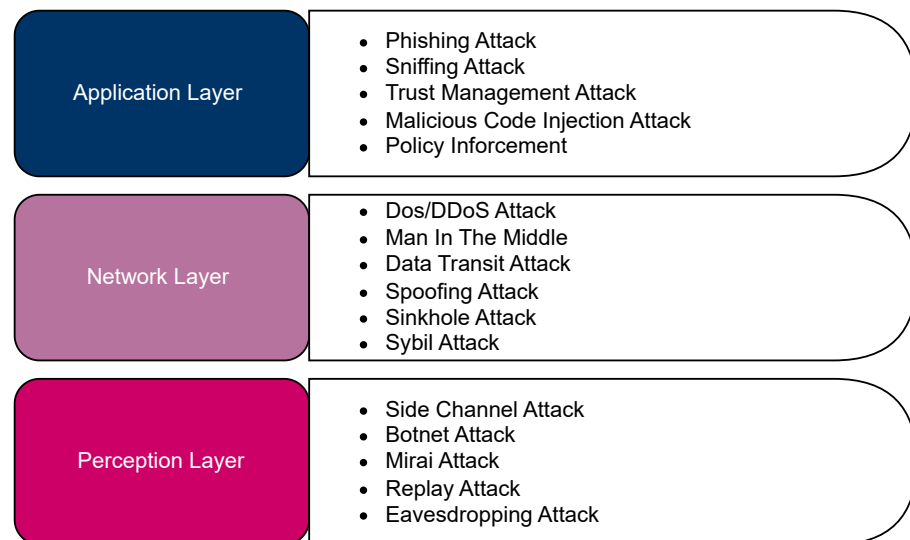 Application Layer
• Phishing Attack
• Sniffing Attack
• Trust Management Attack
• Malicious Code Injection Attack
• Policy Inforcement
Network Layer
• Dos/DDoS Attack
• Man In The Middle
• Data Transit Attack
• Spoofing Attack
• Sinkhole Attack
• Sybil Attack
Perception Layer
• Side Channel Attack
• Botnet Attack
• Mirai Attack
• Replay Attack
• Eavesdropping Attack